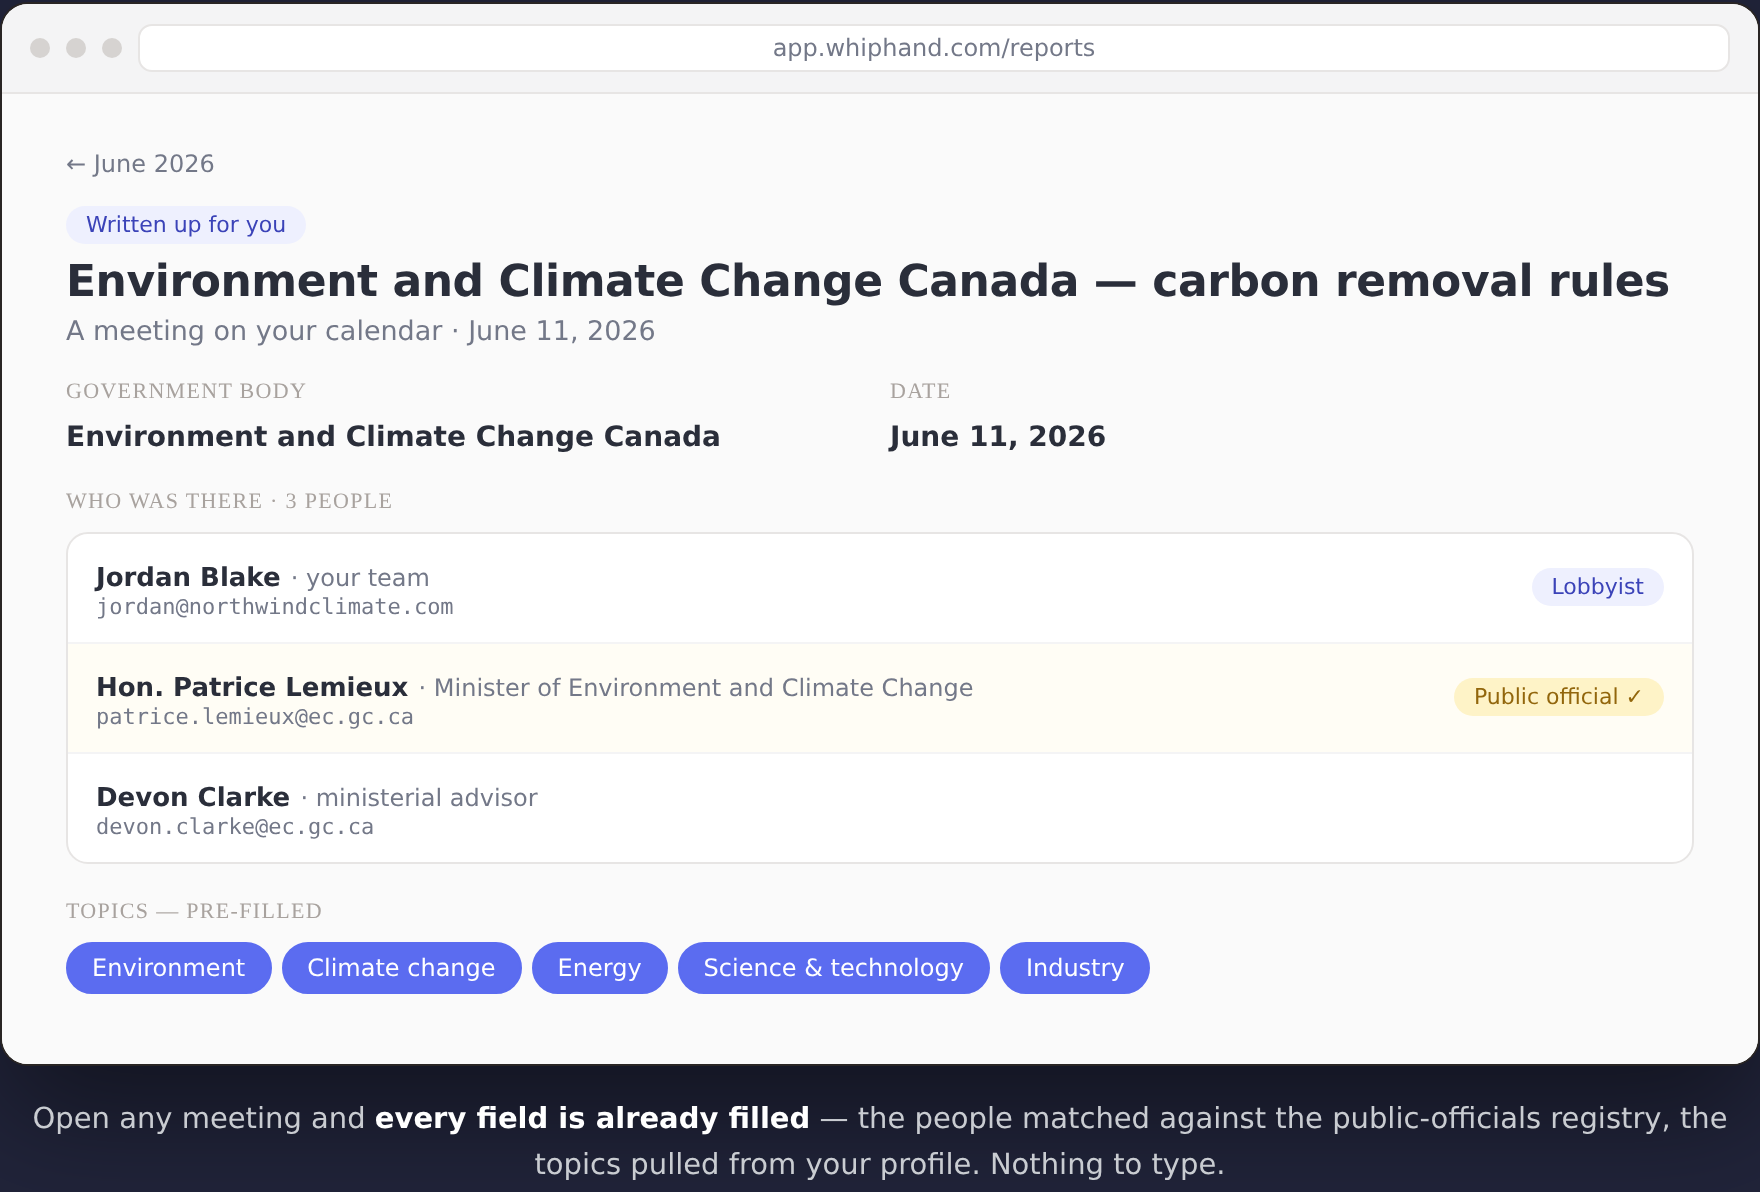 app.whiphand.com/reports
← June 2026
Written up for you
Environment and Climate Change Canada — carbon removal rules
A meeting on your calendar · June 11, 2026
GOVERNMENT BODY
DATE
Environment and Climate Change Canada
June 11, 2026
WHO WAS THERE · 3 PEOPLE
Jordan Blake · your team
jordan@northwindclimate.com
Lobbyist
Hon. Patrice Lemieux · Minister of Environment and Climate Change
patrice.lemieux@ec.gc.ca
Public official ✓
Devon Clarke · ministerial advisor
devon.clarke@ec.gc.ca
TOPICS — PRE-FILLED
Environment
Climate change
Energy
Science & technology
Industry
Open any meeting and every field is already filled — the people matched against the public-officials registry, the
topics pulled from your profile. Nothing to type.